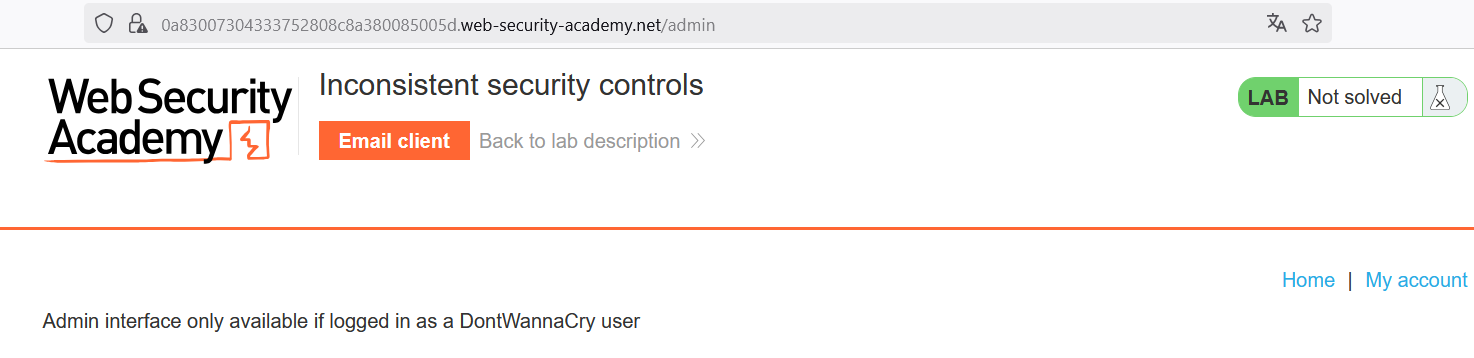 0a83007304333752808c8a380085005d.web-security-academy.net/admin
Web Security
Academy
Inconsistent security controls
Email client
Back to lab description
LAB Not solved
Home | My account
Admin interface only available if logged in as a DontWannaCry user